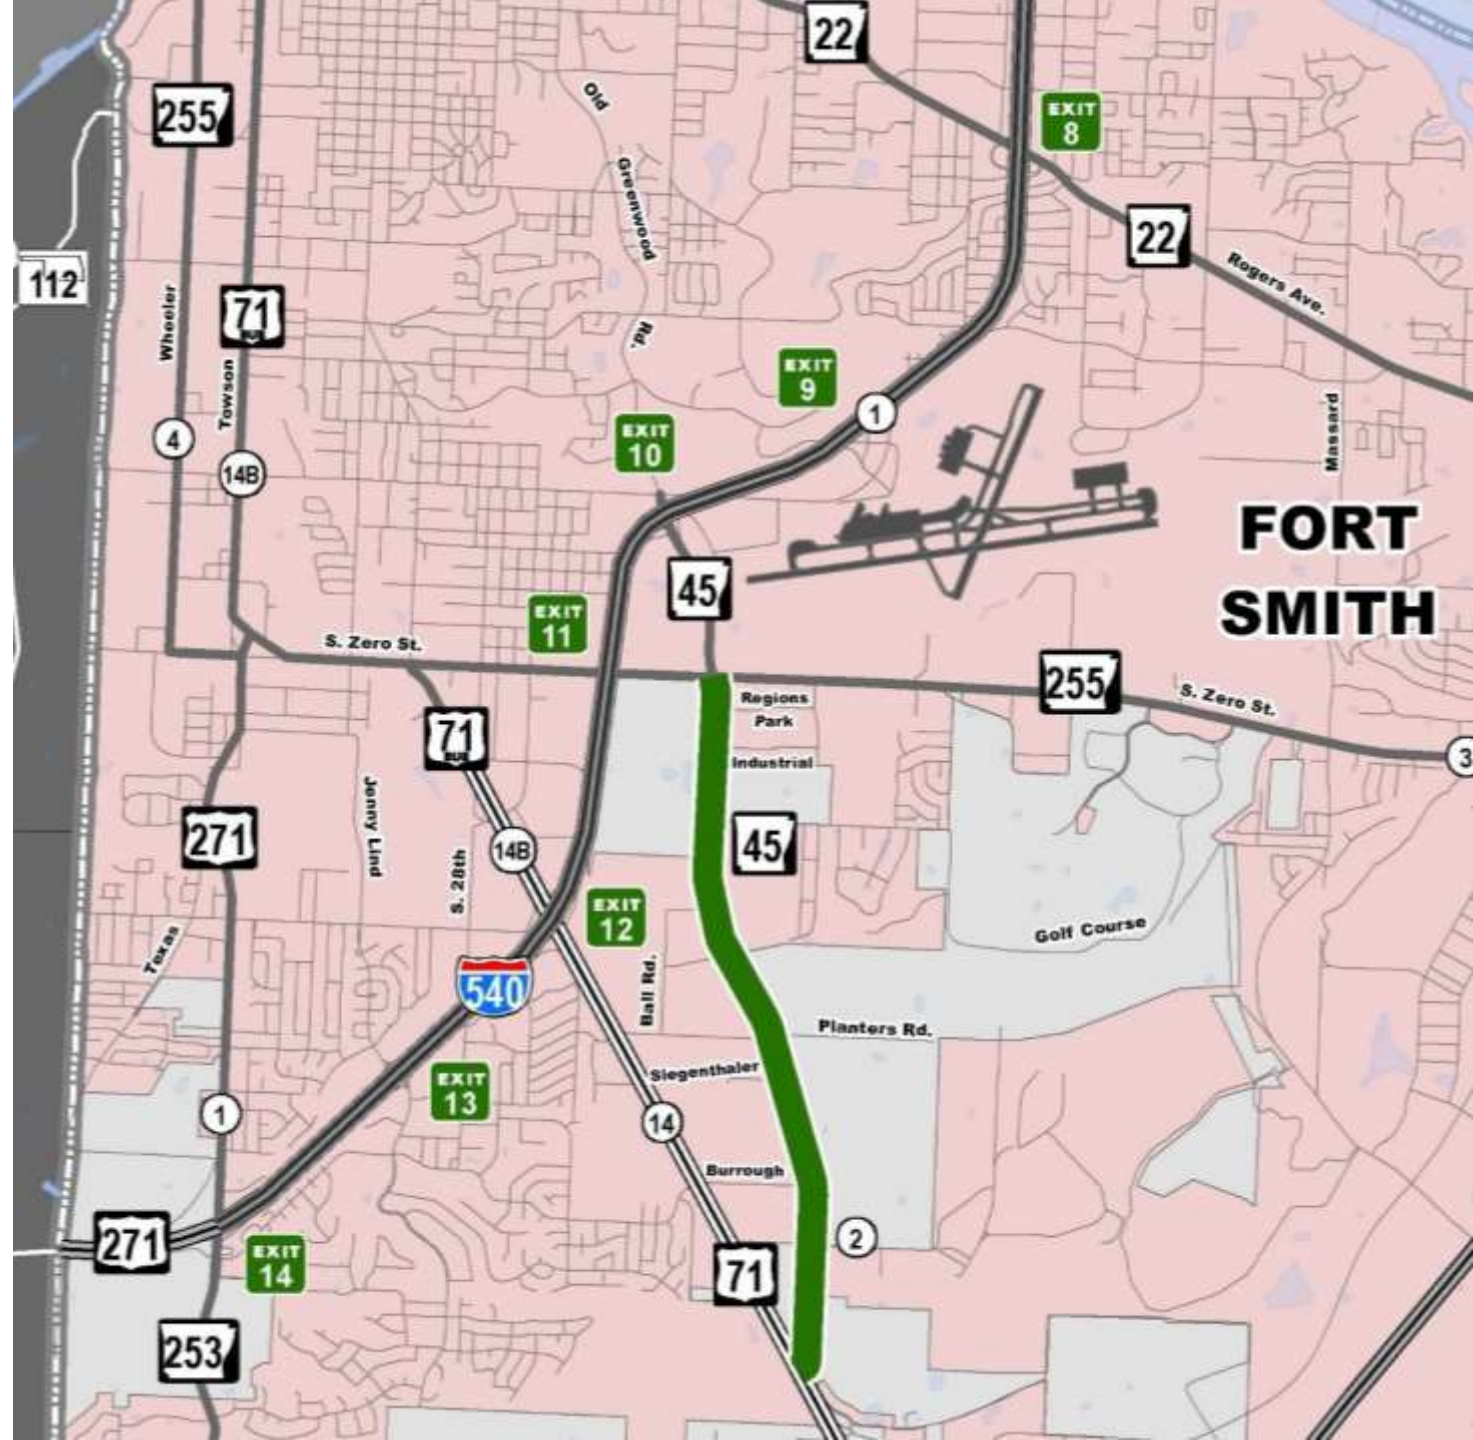 22
255
Old
EXIT
8
Greenwood
22
112
Rogers Ave.
Wheeler
71
BUS
Rd.
Towson
EXIT
9
Massard
1
EXIT
10
4
14B
FORT
SMITH
45
EXIT
11
S. Zero St.
255
S. Zero St.
Regions
Park
71
BUS
3
Industrial
Jenny Lind
271
45
14B
S. 28th
EXIT
12
Golf Course
Texas
540
Ball Rd.
Planters Rd.
Siegenthaler
EXIT
13
1
14
Burrough
271
2
EXIT
14
71
253